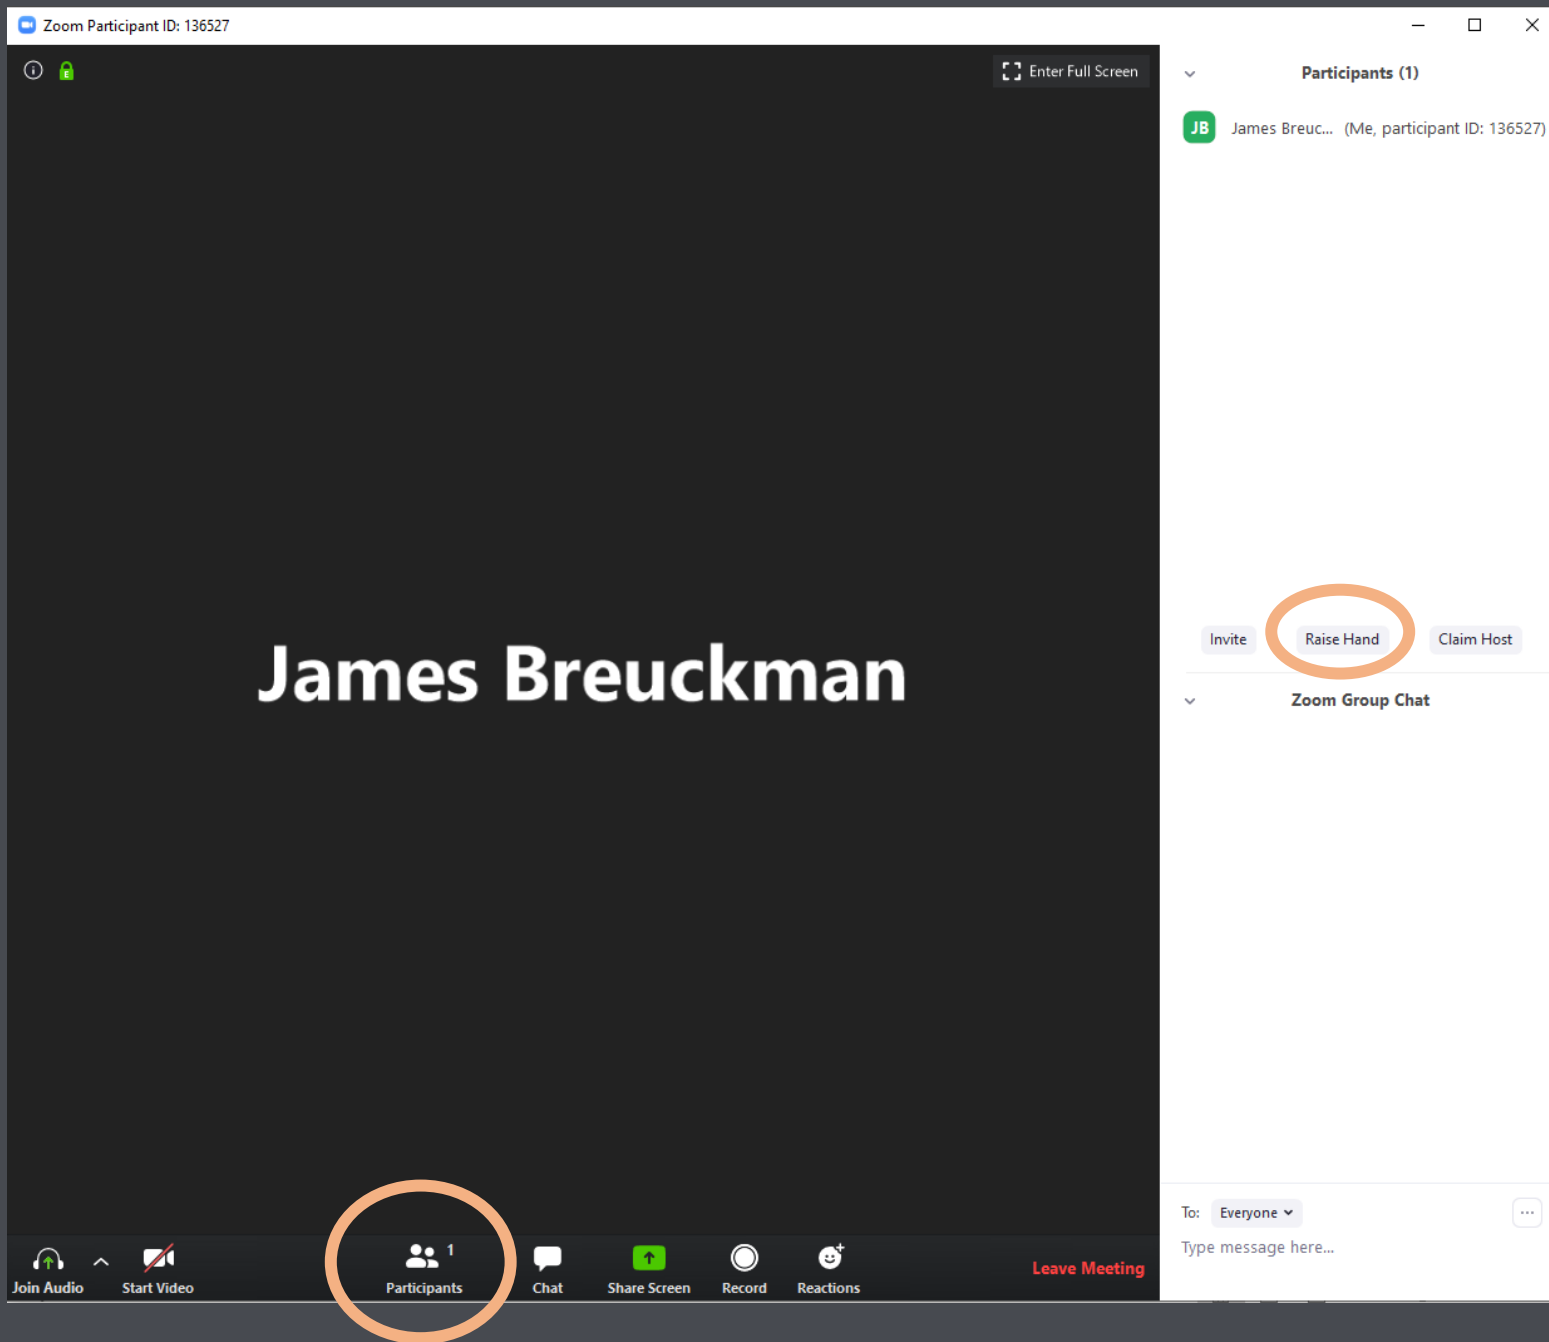 Zoom Participant ID: 136527
Enter Full Screen
Participants (1)
JB James Breuc... (Me, participant ID: 136527)
James Breuckman
Invite Raise Hand Claim Host
Zoom Group Chat
To: Everyone
Type message here...
1
Join Audio Start Video Participants Chat Share Screen Record Reactions Leave Meeting